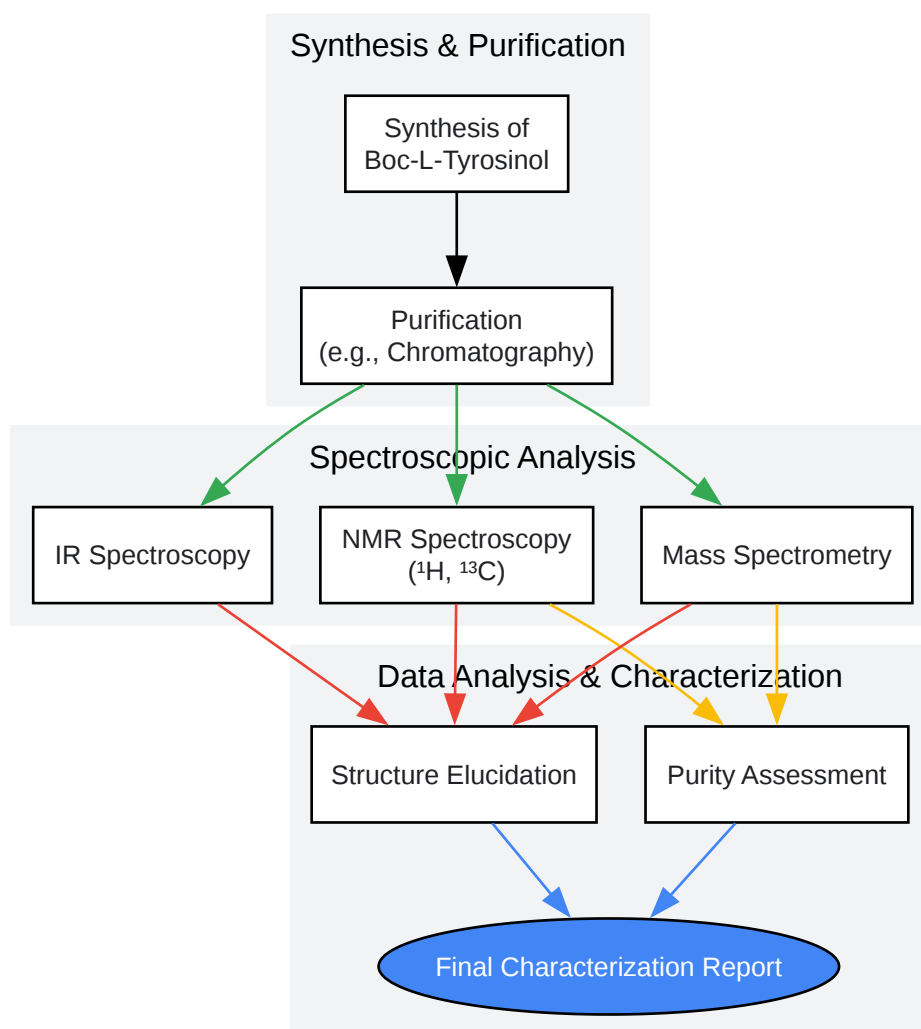 Synthesis & Purification
Synthesis of
Boc-L-Tyrosinol
Purification
(e.g., Chromatography)
Spectroscopic Analysis
IR Spectroscopy
NMR Spectroscopy
(¹H, ¹³C)
Mass Spectrometry
Data Analysis & Characterization
Structure Elucidation
Purity Assessment
Final Characterization Report